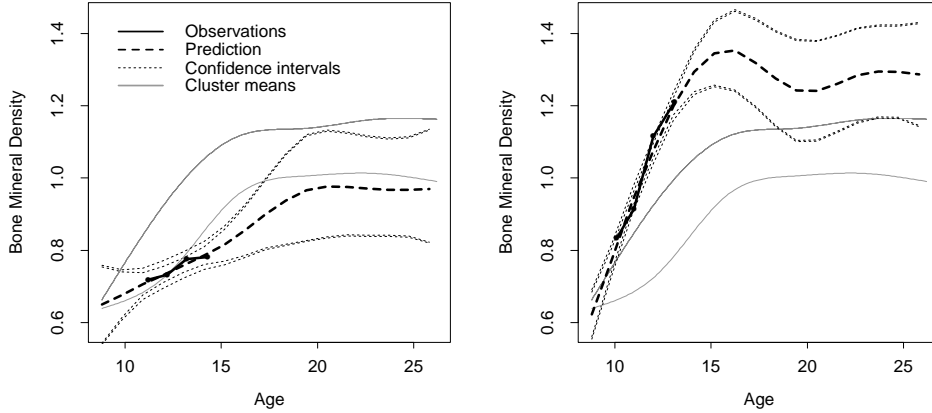 Observations
Prediction
Confidence intervals
Cluster means
Bone Mineral Density
0.6 0.8 1.0 1.2 1.4
10 15 20 25
Age
Bone Mineral Density
0.6 0.8 1.0 1.2 1.4
10 15 20 25
Age